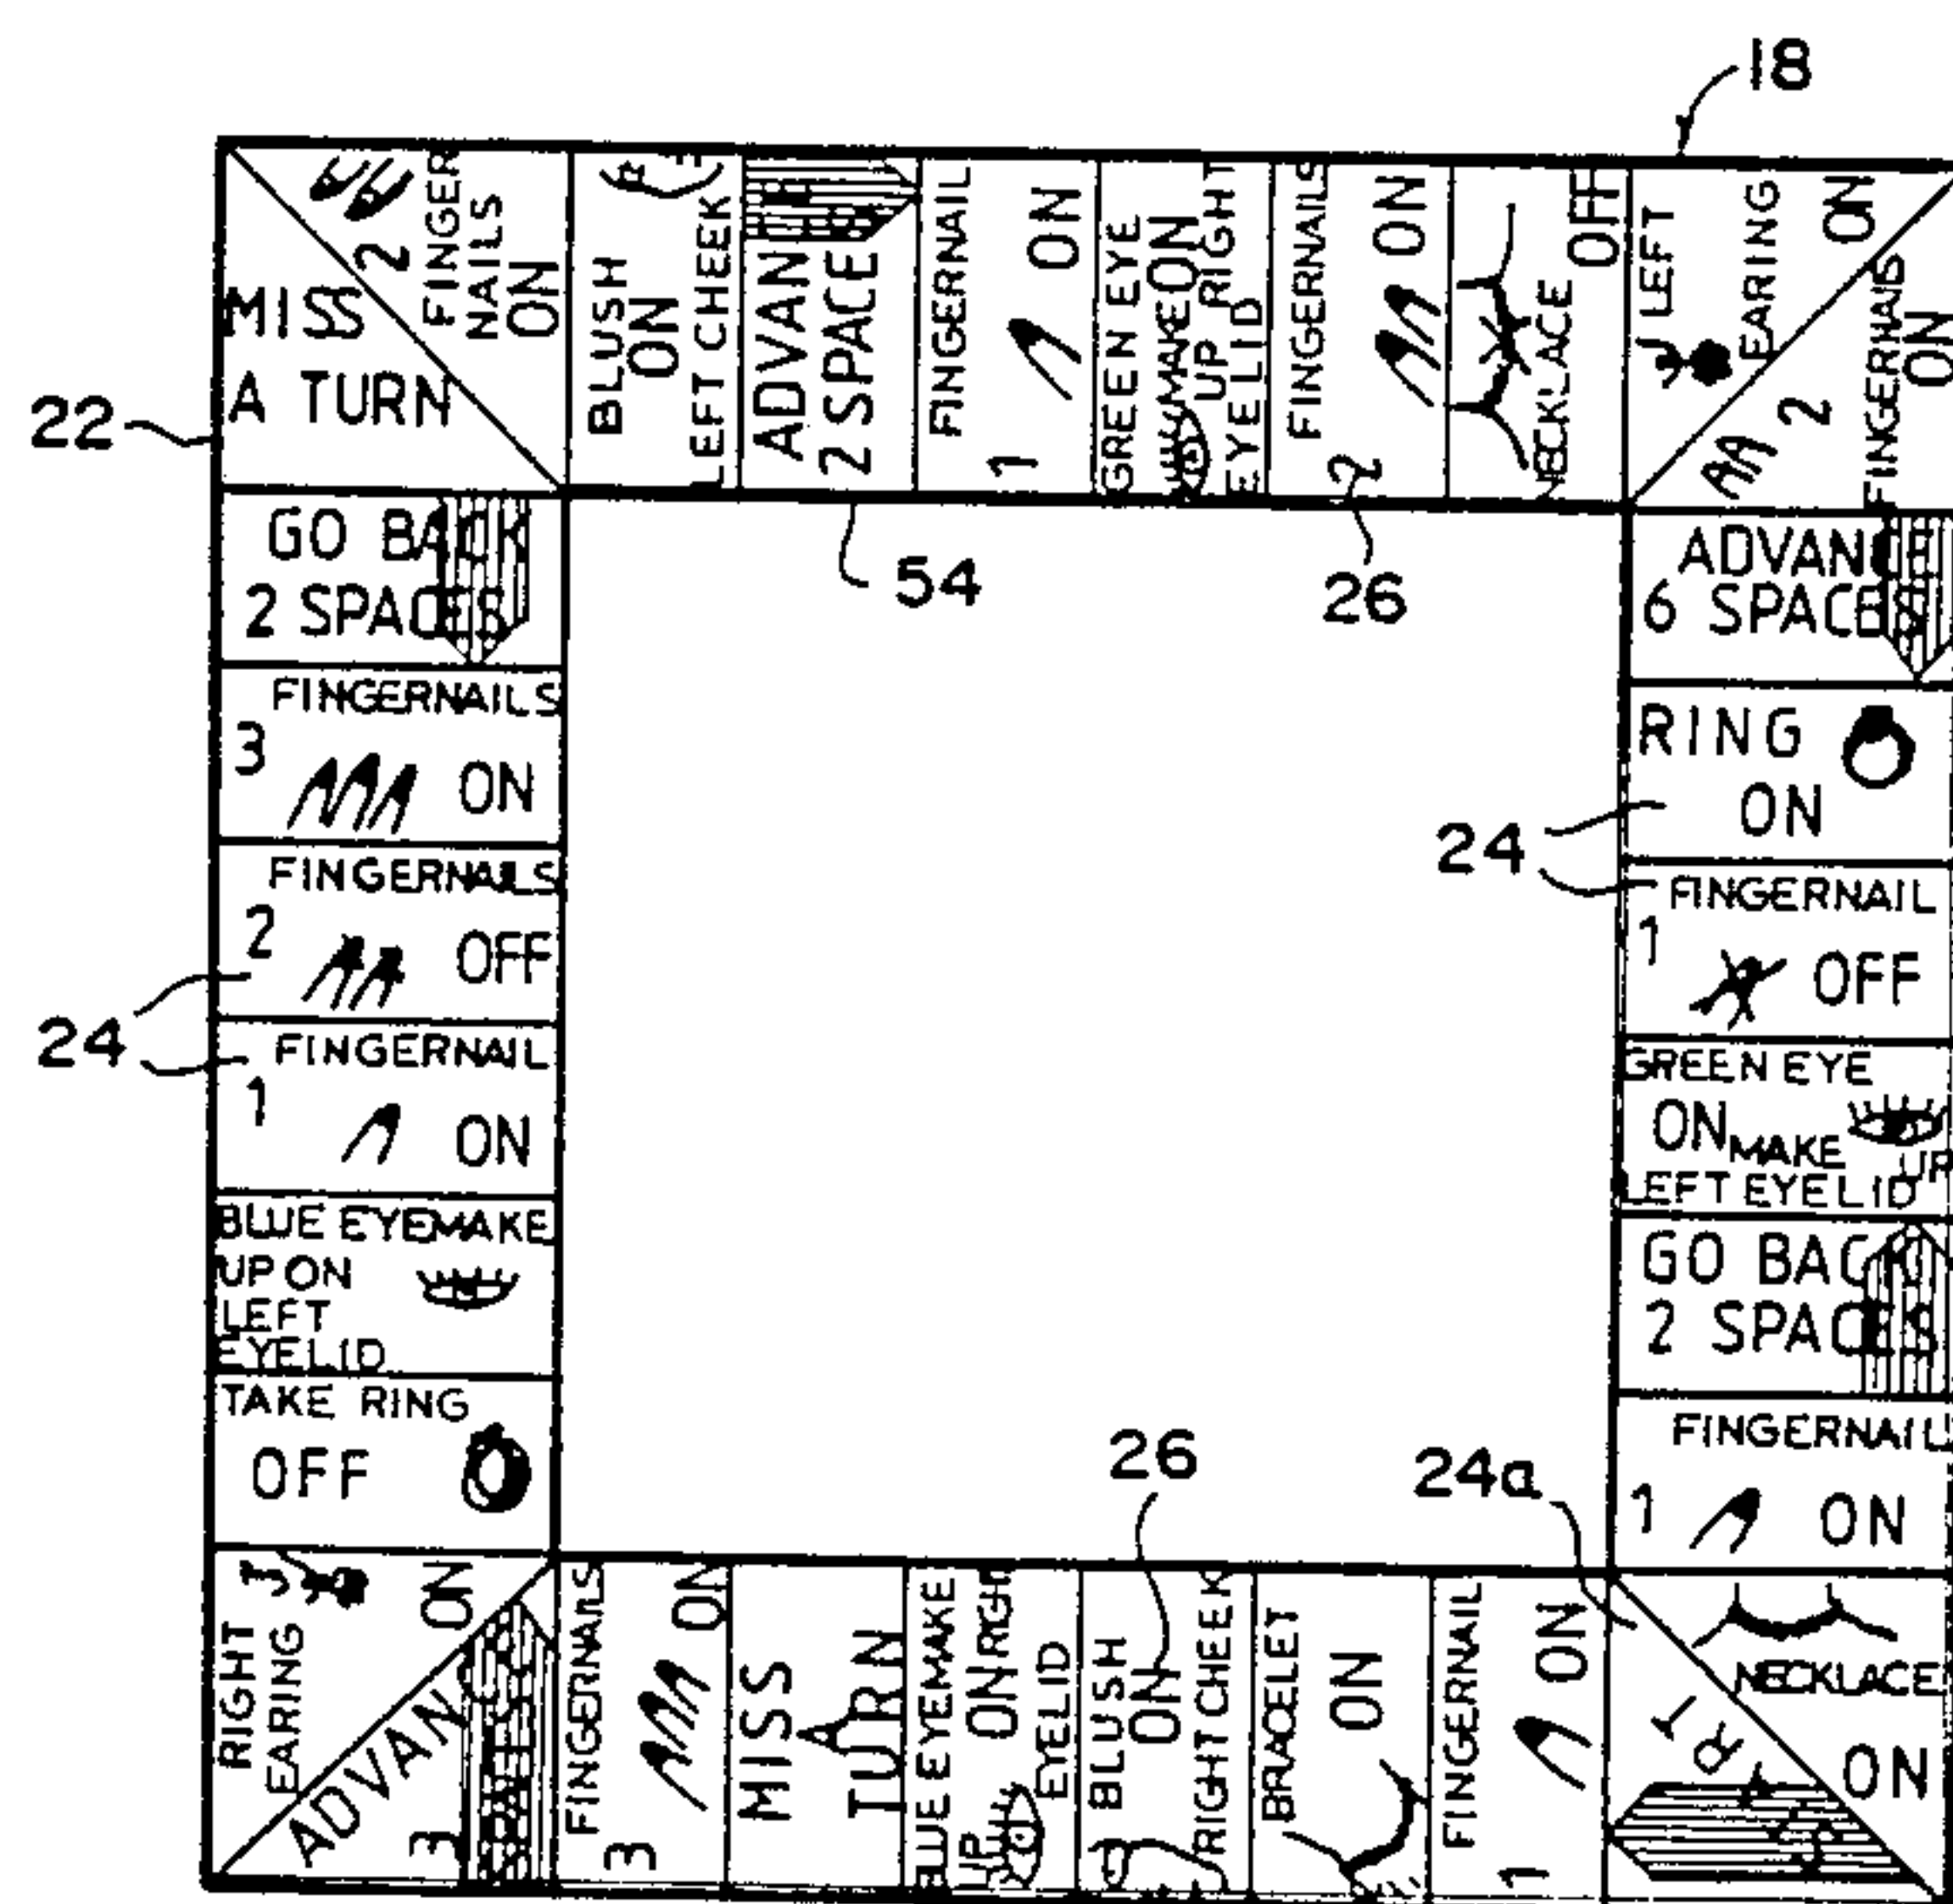 18
22
MISS
A TURN
2
FINGER
NAILS
ON
BLUSH
ON
LEFT CHEEK
ADVAN
2 SPACE
FINGERNAIL
1
ON
GREEN EYE
MAKE ON
UP RIGHT
EYELID
FINGERNAILS
2
ON
NECKLACE
OFF
LEFT
EARING
ON
2
FINGERNAILS
ON
54
26
GO BACK
2 SPACES
FINGERNAILS
3
ON
FINGERNAILS
2
OFF
24
FINGERNAIL
1
ON
BLUE EYEMAKE
UP ON
LEFT
EYELID
TAKE RING
OFF
ADVANCE
6 SPACES
RING
ON
24
FINGERNAIL
1
OFF
GREEN EYE
ON MAKE UP
LEFT EYELID
GO BACK
2 SPACES
FINGERNAIL
1
ON
26
24a
RIGHT
EARING
ON
ADVANC
3
SPACES
FINGERNAILS
3
ON
MISS
A
TURN
BLUE EYEMAKE
UP
ON RIGHT
EYELID
BLUSH
ON
RIGHT CHEEK
BRACELET
ON
FINGERNAIL
1
ON
NECKLACE
ON